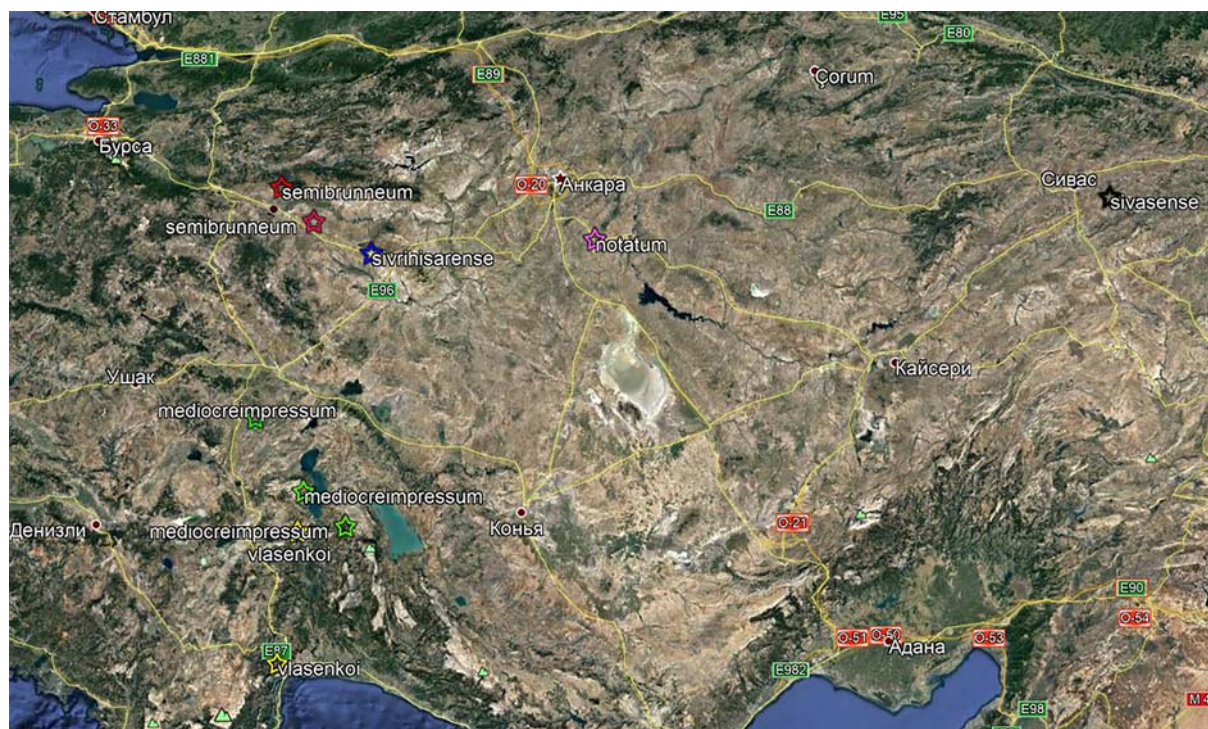 Стамбул
E95
E80
E881
E89
Çorum
O-33
Бурса
O-20
Анкара
Сивас
semibrunneum
E88
sivasense
semibrunneum
notatum
sivrihisarense
E96
Кайсери
Ушак
mediocreimpressum
mediocreimpressum
Денизли
mediocreimpressum
Конья
O-21
vlasenkoi
E90
O-54
O-51
O-50
O-53
Адана
E87
vlasenkoi
E982
E98